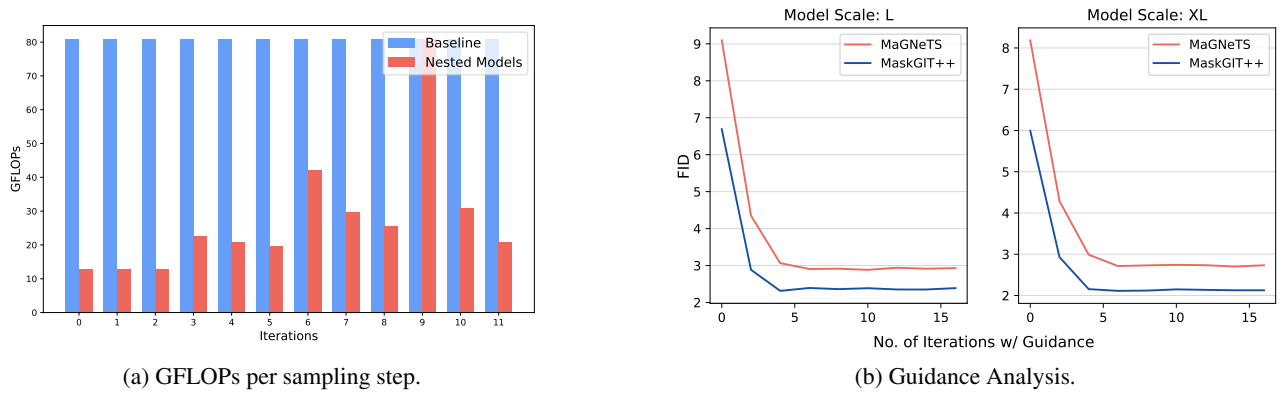 80
70
60
50
40
30
20
10
0
GFLOPs
Baseline
Nested Models
0 1 2 3 4 5 6 7 8 9 10 11
Iterations
(a) GFLOPs per sampling step.
Model Scale: L
MaGNeTS
MaskGIT++
9
8
7
6
5
4
3
2
FID
0 5 10 15
Model Scale: XL
MaGNeTS
MaskGIT++
8
7
6
5
4
3
2
0 5 10 15
No. of Iterations w/ Guidance
(b) Guidance Analysis.